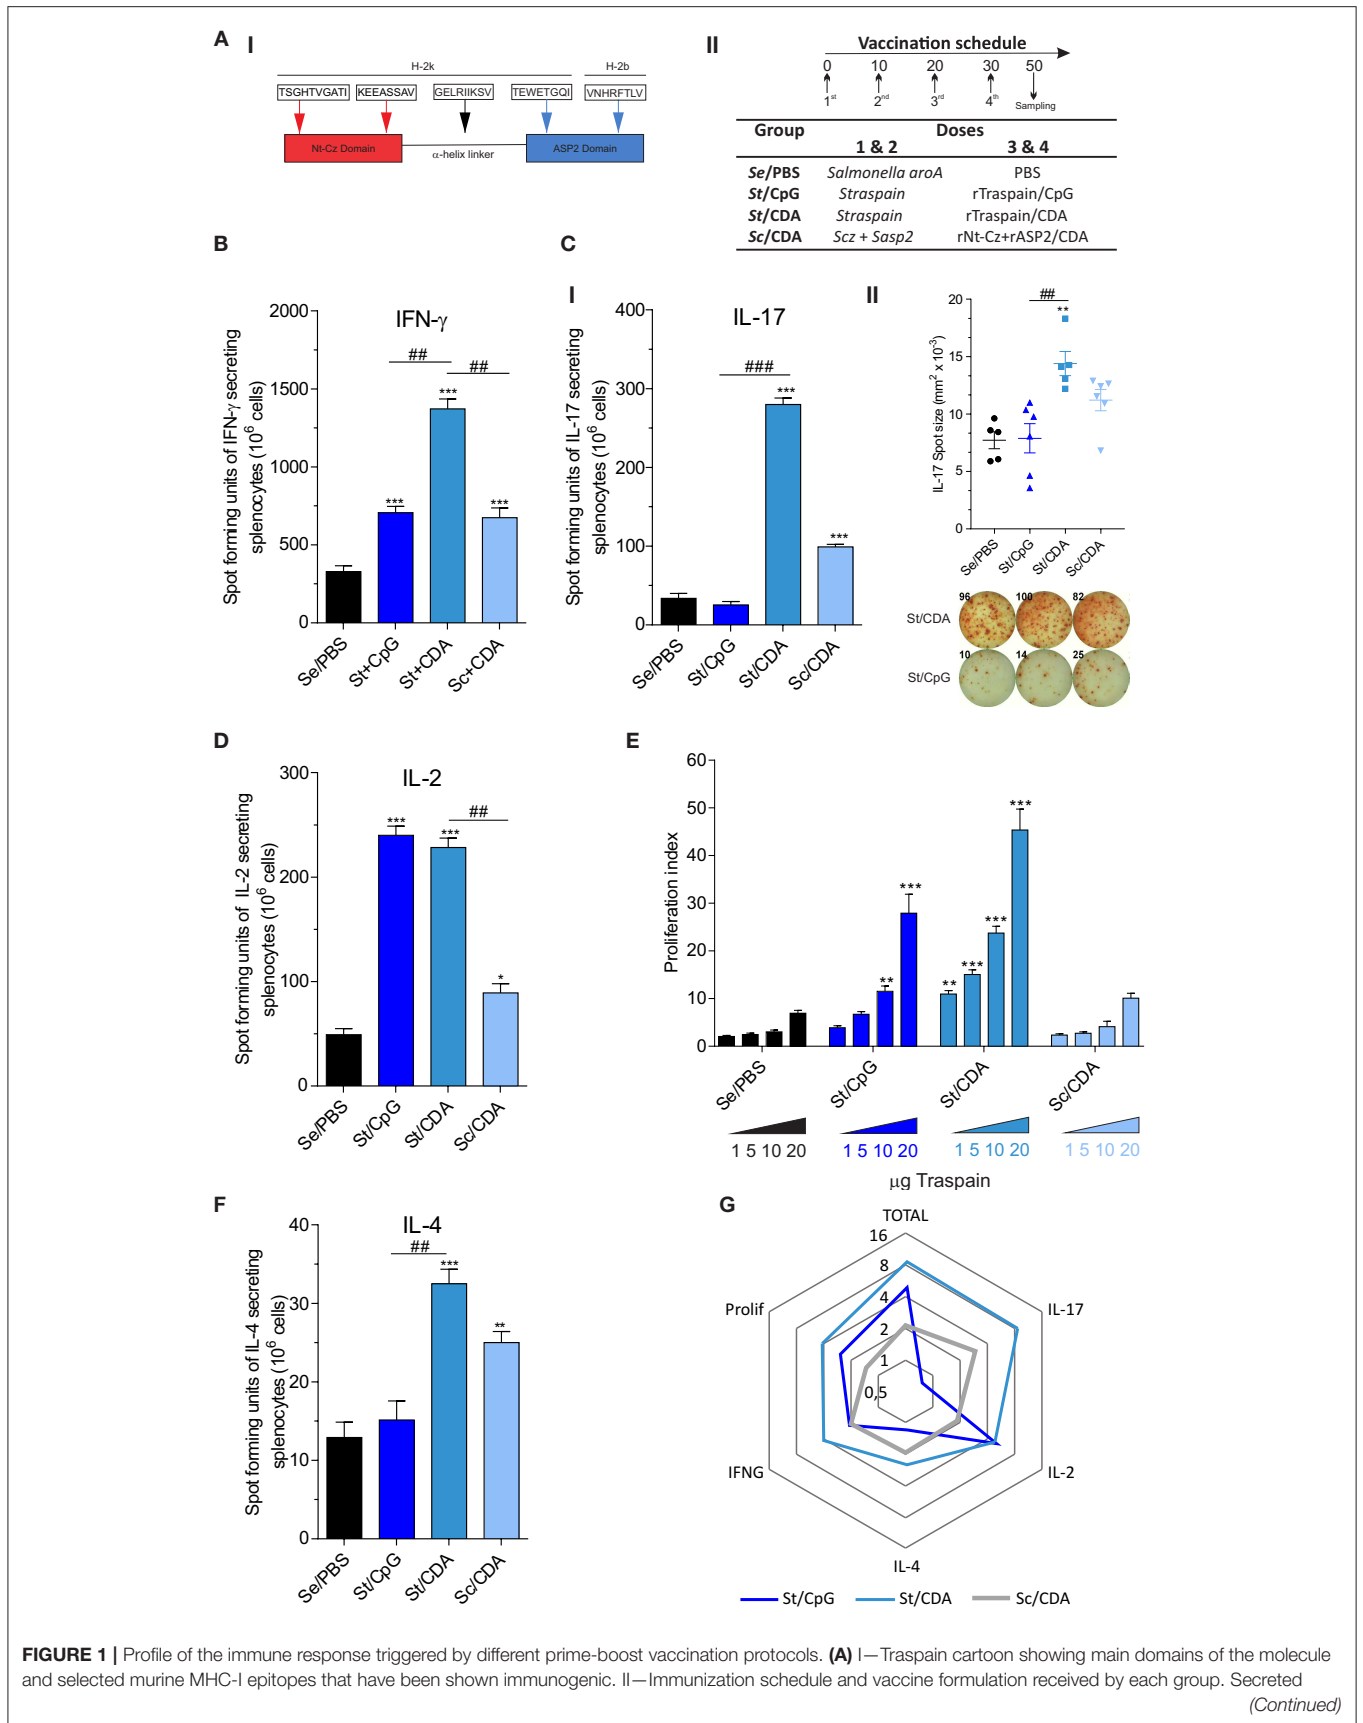 A
I
H-2k
H-2b
TSGHTVGATI KEEASSAV GELRIIKSV TEWETGQI VNHRFTLV
Nt-Cz Domain
α-helix linker
ASP2 Domain
II
Vaccination schedule
0 10 20 30 50
1st 2nd 3rd 4th Sampling
Group Doses
1 & 2 3 & 4
Se/PBS Salmonella aroA PBS
St/CpG Straspain rTraspain/CpG
St/CDA Straspain rTraspain/CDA
Sc/CDA Scz + Sasp2 rNt-Cz+rASP2/CDA
B
IFN-γ
Spot forming units of IFN-γ secreting
splenocytes (10⁶ cells)
2000
1500
1000
500
0
## ##
*** *** ***
Se/PBS St+CpG St+CDA Sc+CDA
C
I
IL-17
Spot forming units of IL-17 secreting
splenocytes (10⁶ cells)
400
300
200
100
0
###
*** ***
Se/PBS St/CpG St/CDA Sc/CDA
II
IL-17 Spot size (mm² x 10⁻³)
20
15
10
5
0
##
**
Se/PBS St/CpG St/CDA Sc/CDA
St/CDA 96 100 82
St/CpG 10 14 25
D
IL-2
Spot forming units of IL-2 secreting
splenocytes (10⁶ cells)
300
200
100
0
##
*** *** *
Se/PBS St/CpG St/CDA Sc/CDA
E
Proliferation index
60
50
40
30
20
10
0
** *** ** *** *** ***
Se/PBS St/CpG St/CDA Sc/CDA
1 5 10 20 1 5 10 20 1 5 10 20 1 5 10 20
µg Traspain
F
IL-4
Spot forming units of IL-4 secreting
splenocytes (10⁶ cells)
40
30
20
10
0
##
*** **
Se/PBS St/CpG St/CDA Sc/CDA
G
TOTAL
16
8
4
2
1
0,5
Prolif
IL-17
IFNG
IL-2
IL-4
St/CpG St/CDA Sc/CDA
FIGURE 1 | Profile of the immune response triggered by different prime-boost vaccination protocols. (A) I—Traspain cartoon showing main domains of the molecule
and selected murine MHC-I epitopes that have been shown immunogenic. II—Immunization schedule and vaccine formulation received by each group. Secreted
(Continued)